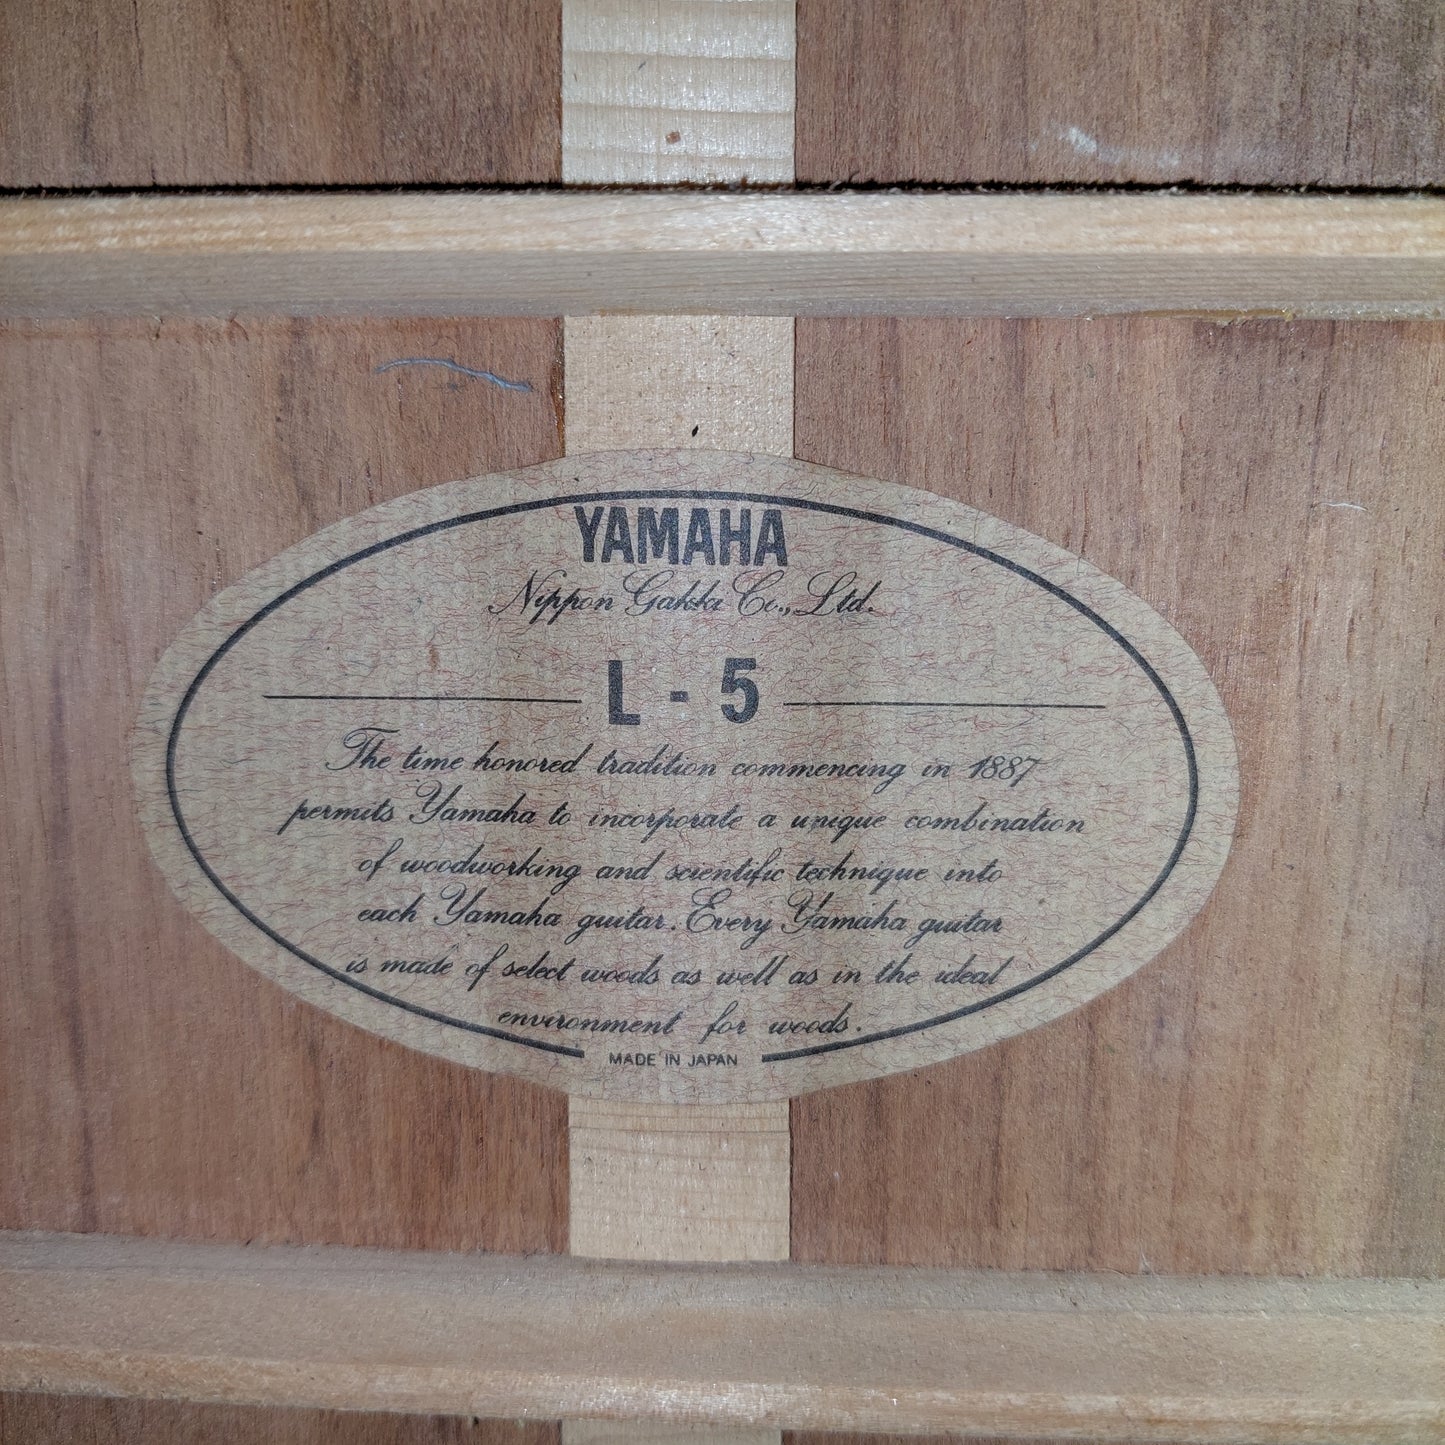 YAMAHA
Nippon Gakki Co., Ltd.
L - 5
The time honored tradition commencing in 1887
permits Yamaha to incorporate a unique combination
of woodworking and scientific technique into
each Yamaha guitar. Every Yamaha guitar
is made of select woods as well as in the ideal
environment for woods.
MADE IN JAPAN